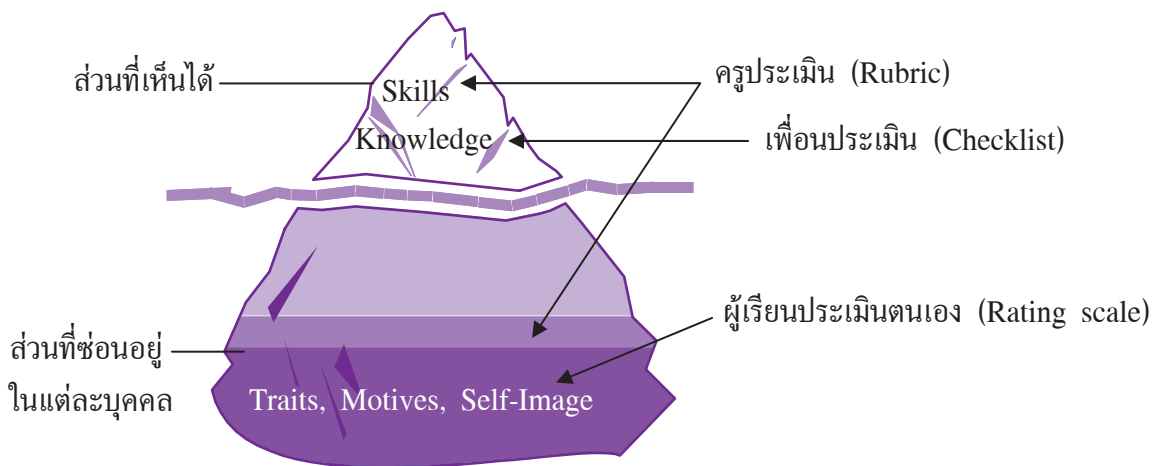 ส่วนที่เห็นได้
Skills
ครูประเมิน (Rubric)
Knowledge
เพื่อนประเมิน (Checklist)
ผู้เรียนประเมินตนเอง (Rating scale)
ส่วนที่ซ่อนอยู่
ในแต่ละบุคคล
Traits, Motives, Self-Image